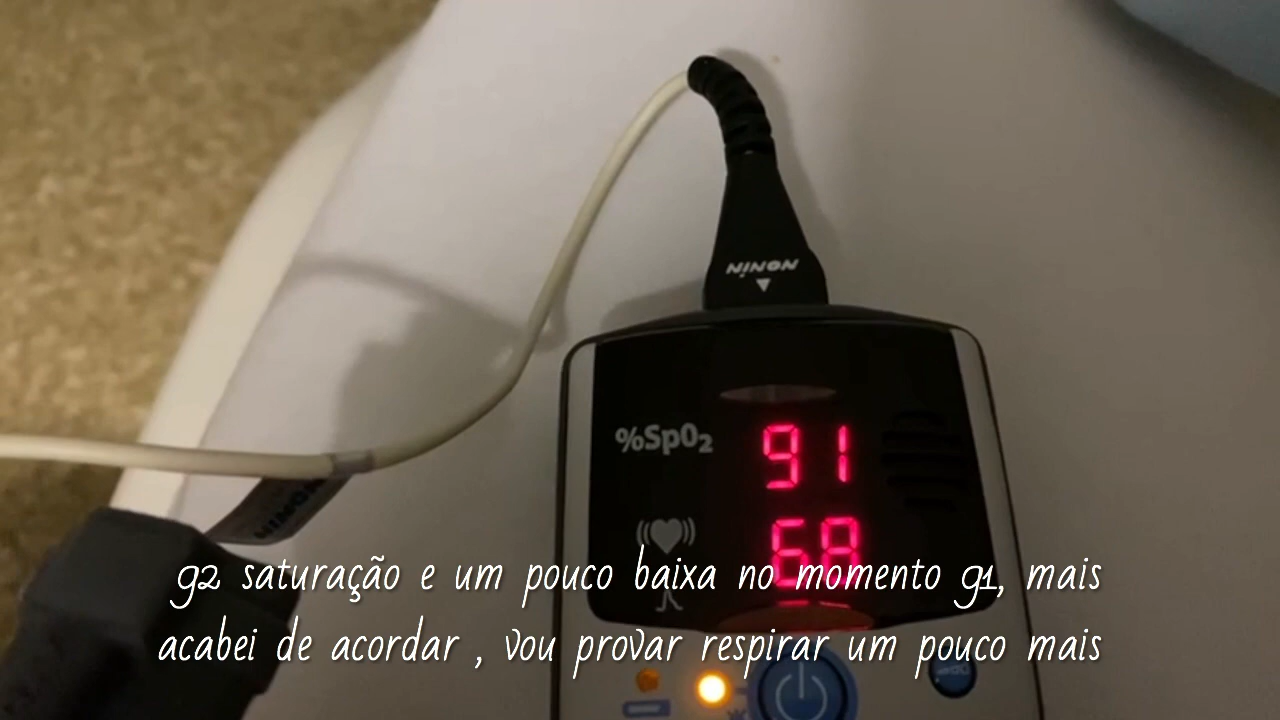 NONIN
NONIN
%SpO₂
91
68
92 saturação e um pouco baixa no momento 91, mais
acabei de acordar , vou provar respirar um pouco mais